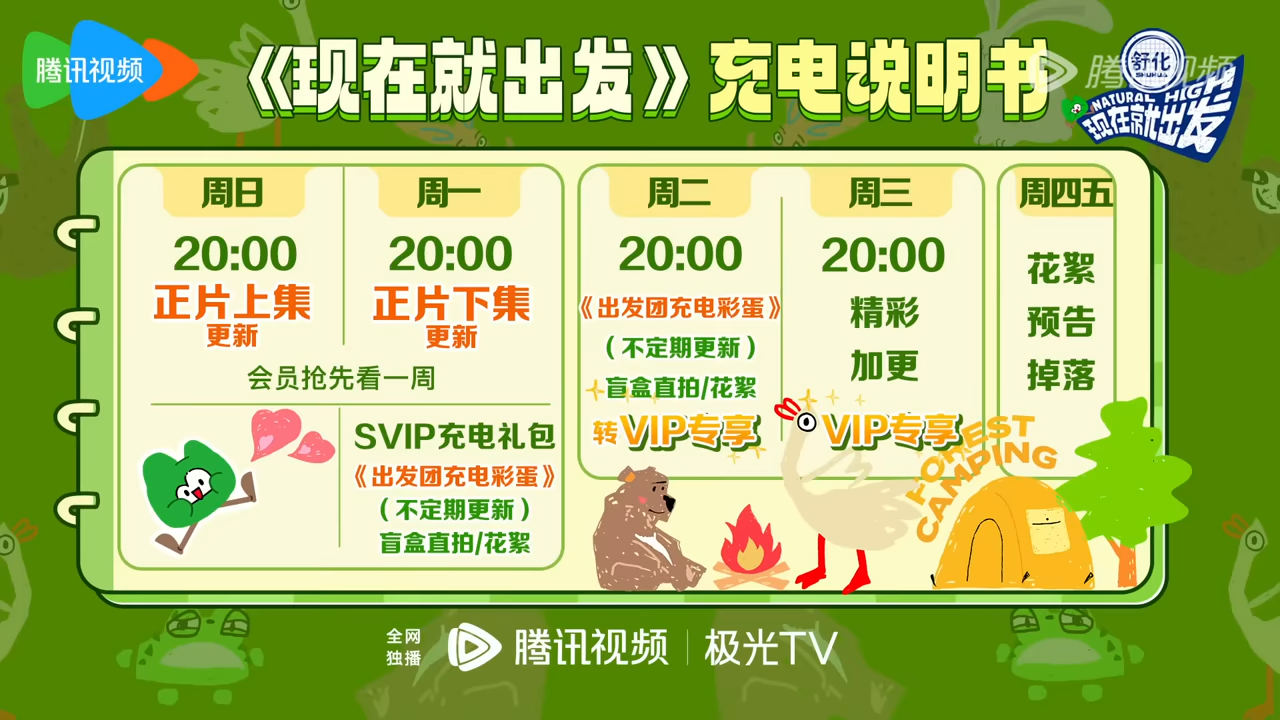 腾讯视频
《现在就出发》充电说明书
腾讯视频
舒化
SHUHUA
NATURAL HIGH
现在就出发
周日
20:00
正片上集
更新
周一
20:00
正片下集
更新
会员抢先看一周
SVIP充电礼包
《出发团充电彩蛋》
(不定期更新)
盲盒直拍/花絮
周二
20:00
《出发团充电彩蛋》
(不定期更新)
盲盒直拍/花絮
转VIP专享
周三
20:00
精彩
加更
VIP专享
周四五
花絮
预告
掉落
FOREST
CAMPING
全网
独播
腾讯视频
极光TV